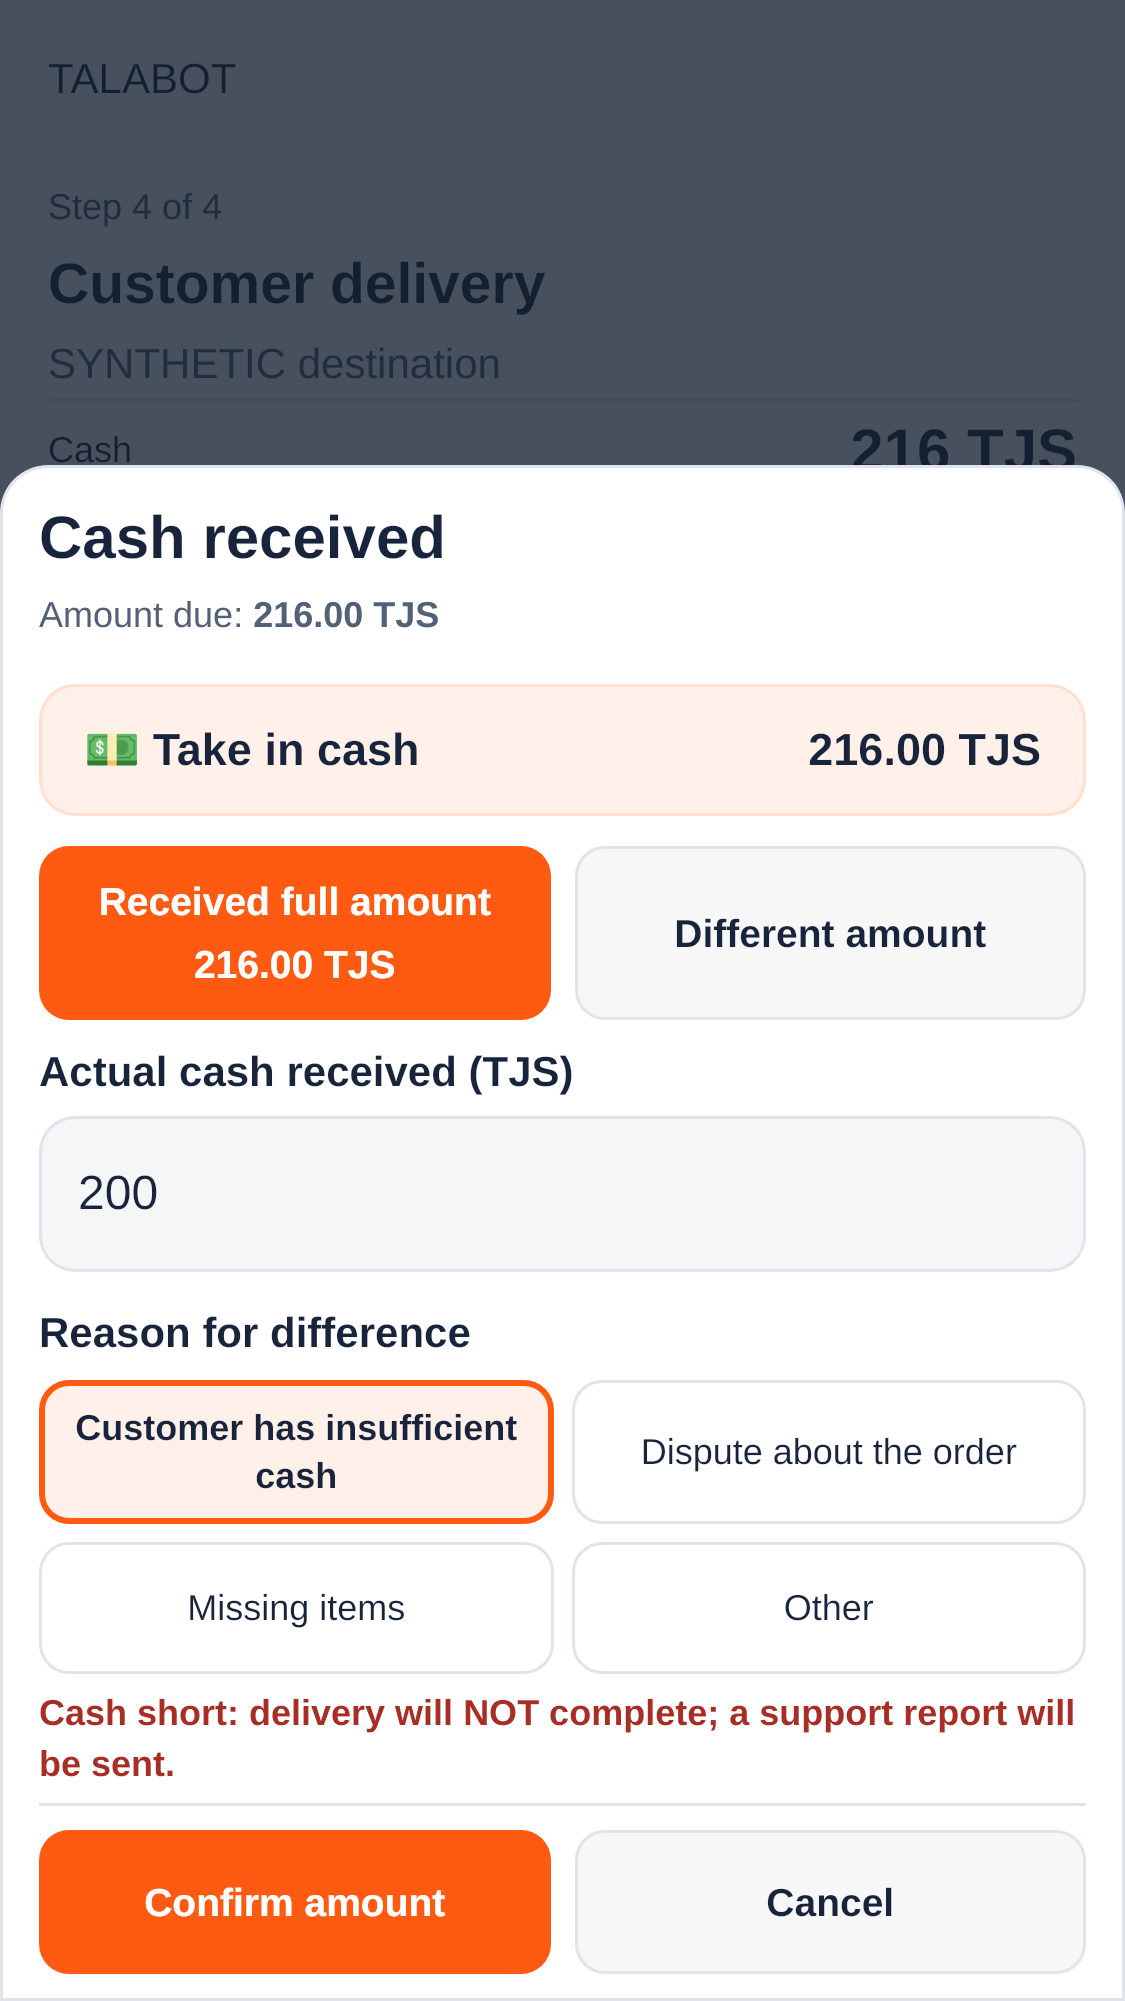 TALABOT
Step 4 of 4
Customer delivery
SYNTHETIC destination
Cash 216 TJS
Cash received
Amount due: 216.00 TJS
Take in cash 216.00 TJS
Received full amount
216.00 TJS
Different amount
Actual cash received (TJS)
200
Reason for difference
Customer has insufficient
cash
Dispute about the order
Missing items
Other
Cash short: delivery will NOT complete; a support report will
be sent.
Confirm amount
Cancel